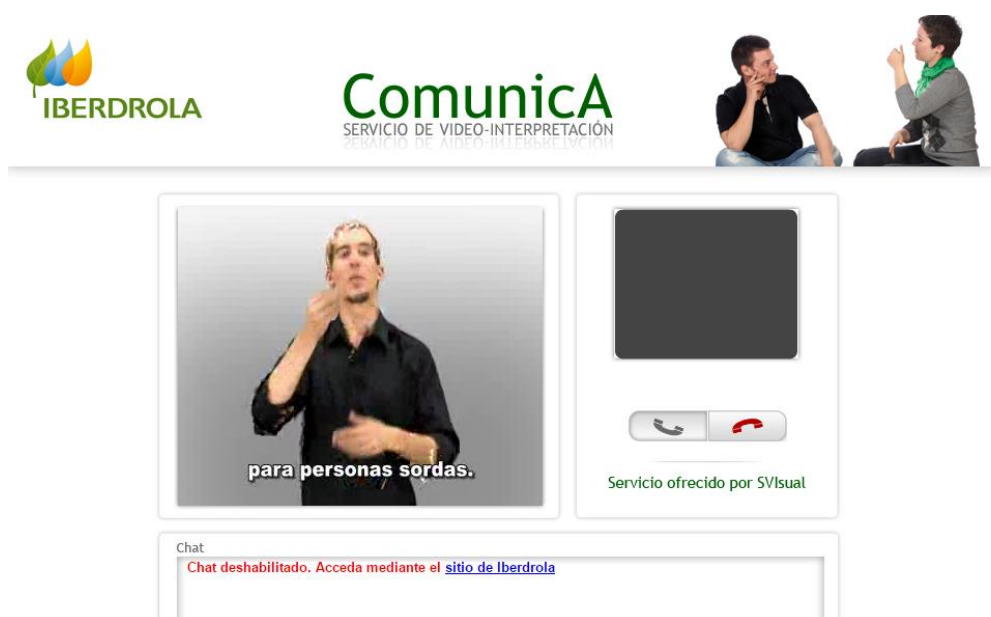 IBERDROLA
ComunicA
SERVICIO DE VIDEO-INTERPRETACIÓN
para personas sordas.
Servicio ofrecido por SVIsual
Chat
Chat deshabilitado. Acceda mediante el sitio de Iberdrola